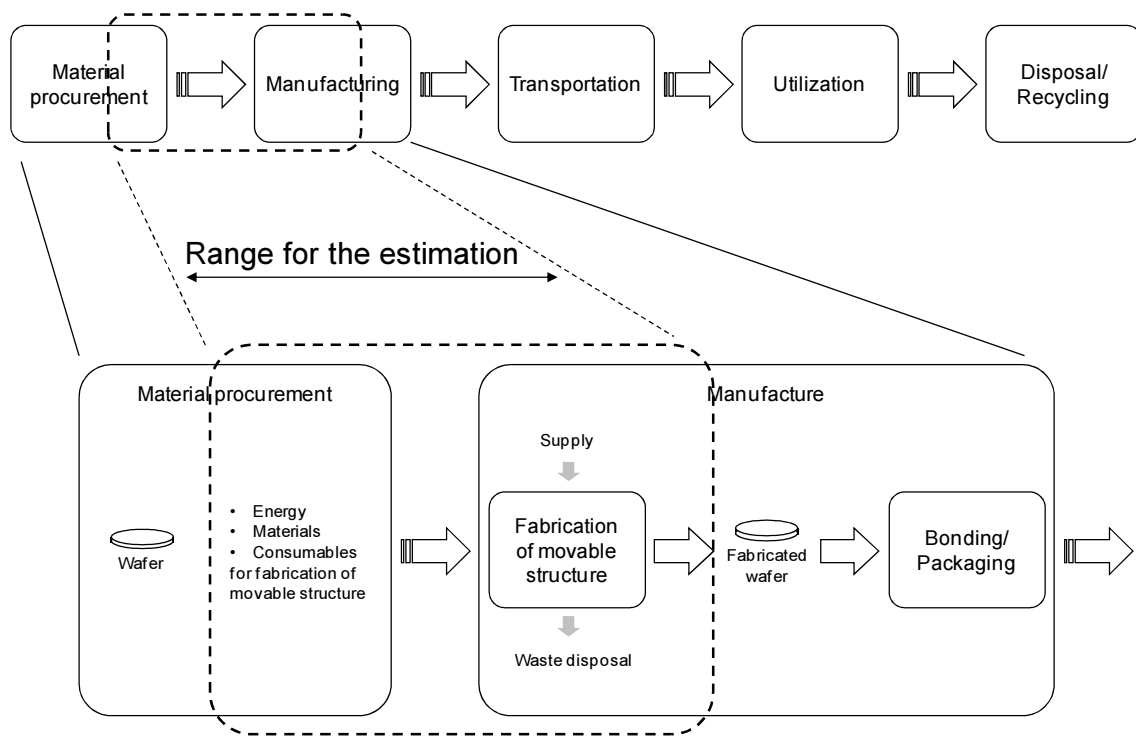 Material
procurement
Manufacturing
Transportation
Utilization
Disposal/
Recycling
Range for the estimation
Material procurement
Manufacture
Supply
• Energy
• Materials
• Consumables
for fabrication of
movable structure
Wafer
Fabrication
of movable
structure
Fabricated
wafer
Bonding/
Packaging
Waste disposal